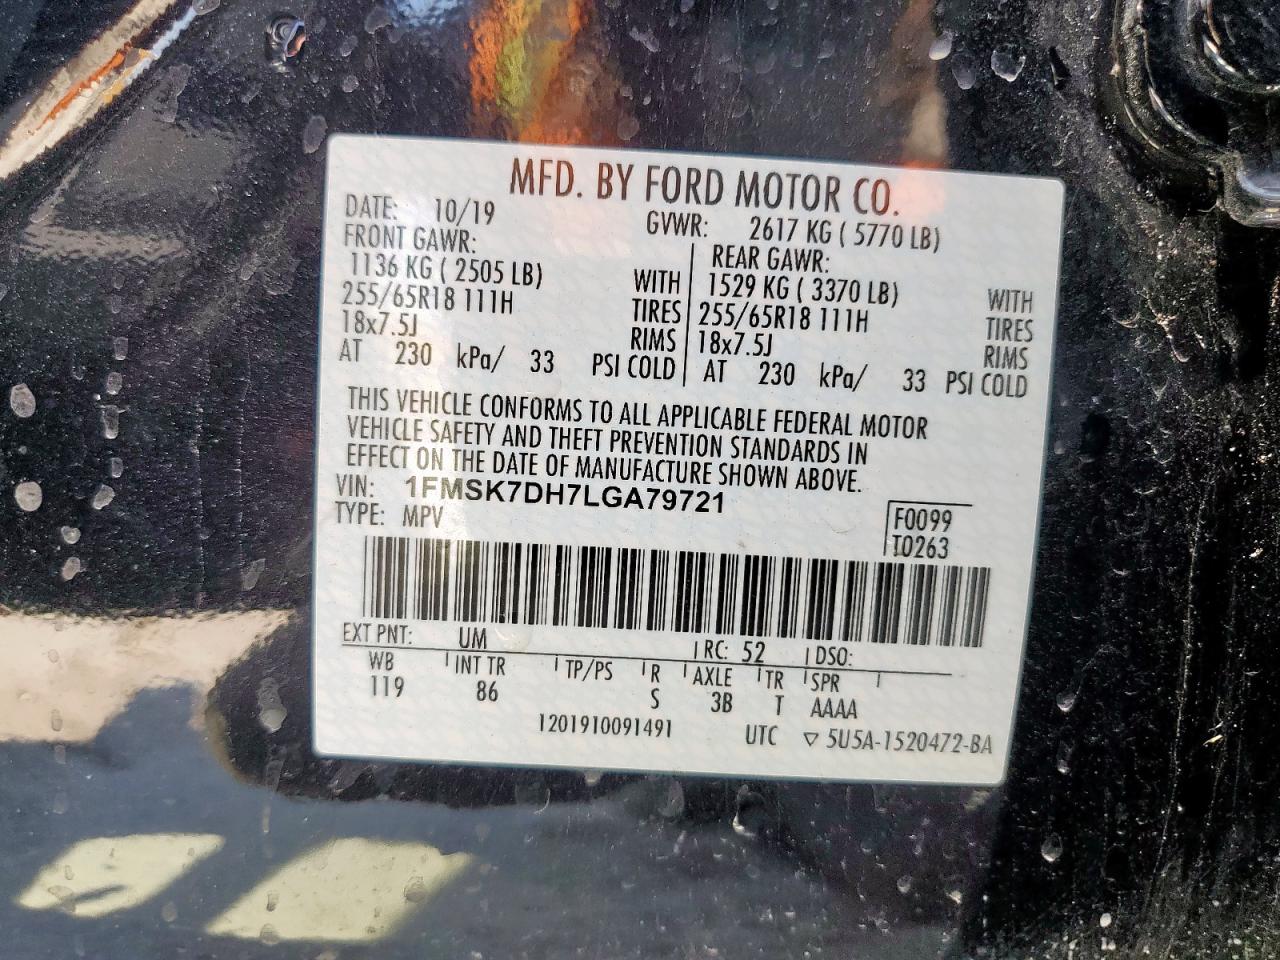 MFD. BY FORD MOTOR CO.
DATE: 10/19 GVWR: 2617 KG ( 5770 LB)
FRONT GAWR: REAR GAWR:
1136 KG ( 2505 LB) WITH 1529 KG ( 3370 LB) WITH
255/65R18 111H TIRES 255/65R18 111H TIRES
18x7.5J RIMS 18x7.5J RIMS
AT 230 kPa/ 33 PSI COLD AT 230 kPa/ 33 PSI COLD
THIS VEHICLE CONFORMS TO ALL APPLICABLE FEDERAL MOTOR
VEHICLE SAFETY AND THEFT PREVENTION STANDARDS IN
EFFECT ON THE DATE OF MANUFACTURE SHOWN ABOVE.
VIN: 1FMSK7DH7LGA79721
TYPE: MPV
F0099
T0263
EXT PNT: UM RC: 52 DSO:
WB INT TR TP/PS R AXLE TR SPR
119 86 S 3B T AAAA
1201910091491 UTC ▽ 5U5A-1520472-BA